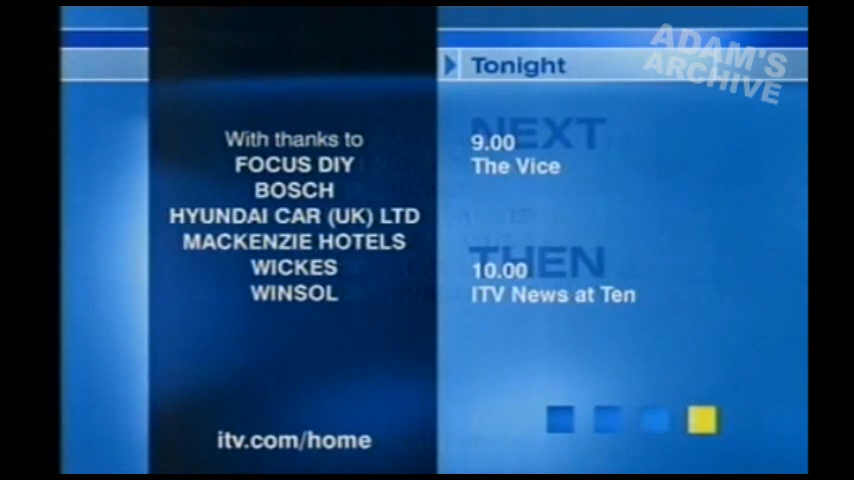 ADAM'S
ARCHIVE
Tonight
With thanks to
FOCUS DIY
BOSCH
HYUNDAI CAR (UK) LTD
MACKENZIE HOTELS
WICKES
WINSOL
itv.com/home
NEXT
9.00
The Vice
THEN
10.00
ITV News at Ten